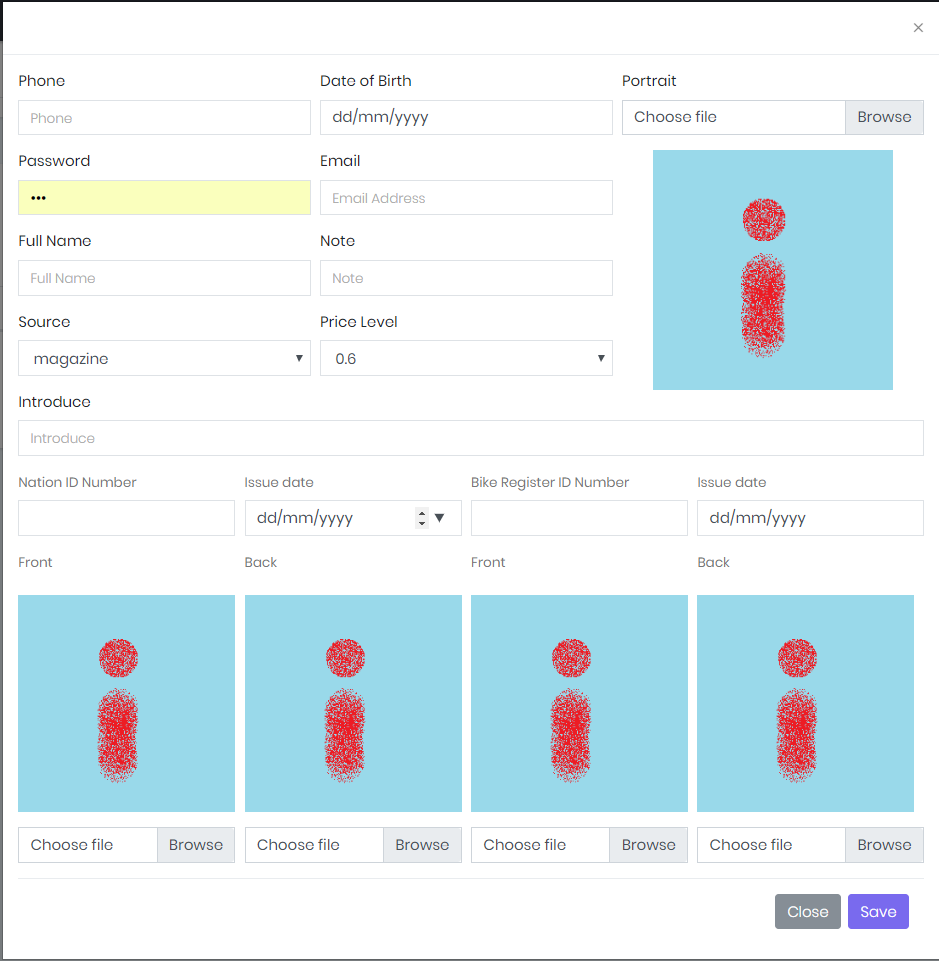 ×
Phone Date of Birth Portrait
Phone dd/mm/yyyy Choose file Browse
Password Email
••• Email Address
Full Name Note
Full Name Note
Source Price Level
magazine 0.6
Introduce
Introduce
Nation ID Number Issue date Bike Register ID Number Issue date
dd/mm/yyyy dd/mm/yyyy
Front Back Front Back
Choose file Browse Choose file Browse Choose file Browse Choose file Browse
Close Save